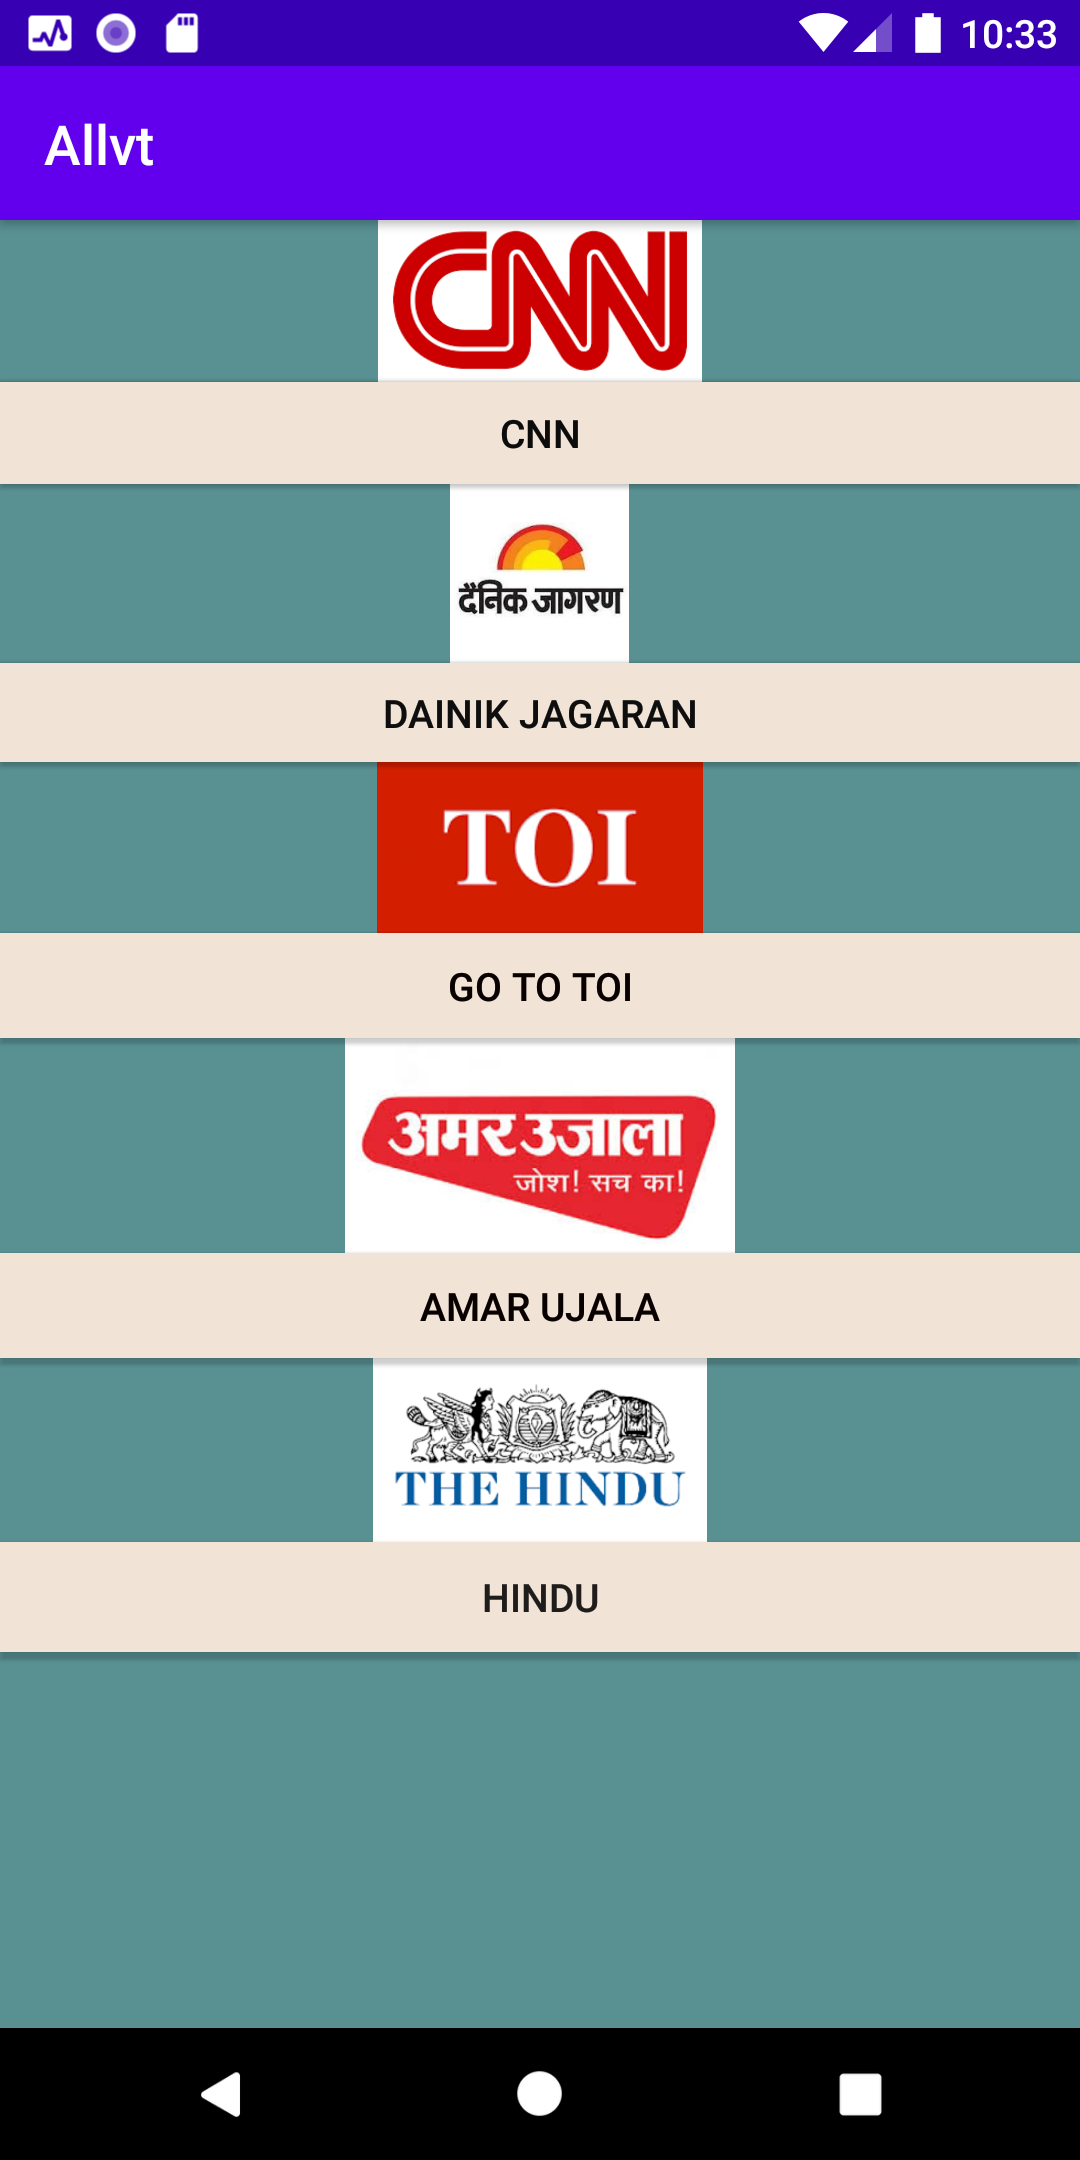 10:33
Allvt
CNN
CNN
दैनिक जागरण
DAINIK JAGARAN
TOI
GO TO TOI
अमर उजाला
जोश! सच का!
AMAR UJALA
THE HINDU
HINDU